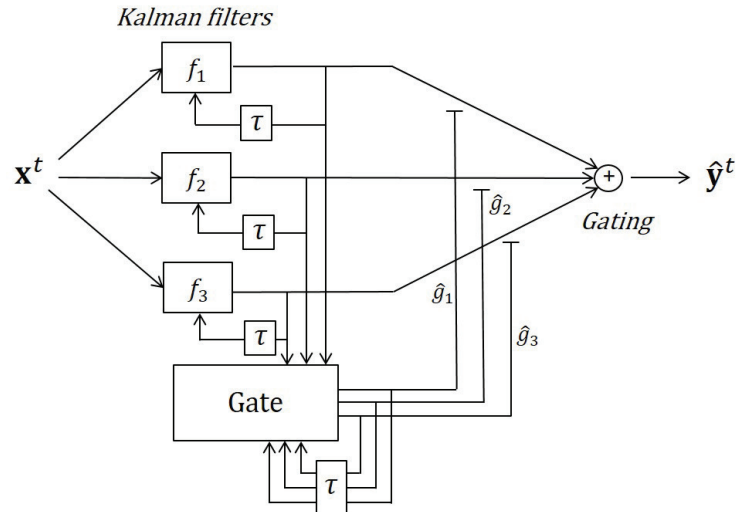 Kalman filters
f₁
τ
𝐱ᵗ
f₂
+
ŷᵗ
ĝ₂
Gating
τ
f₃
ĝ₁
τ
ĝ₃
Gate
τ